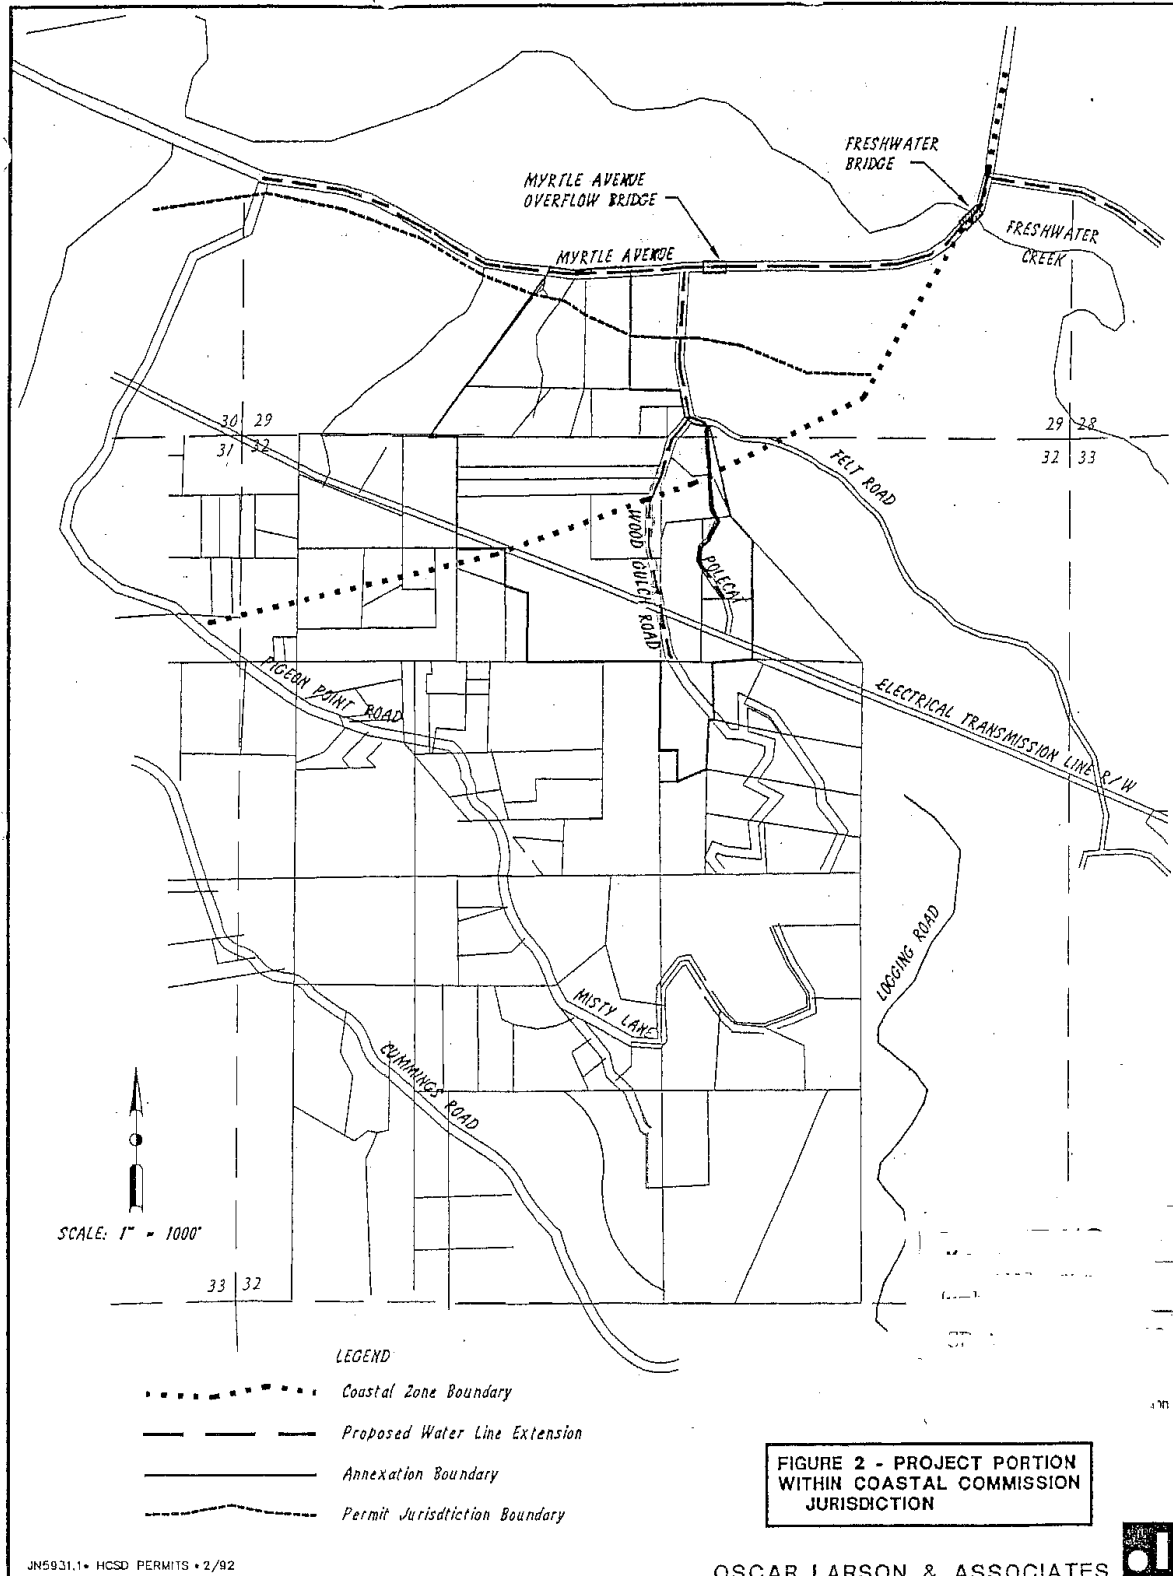 FRESHWATER
BRIDGE
MYRTLE AVENUE
OVERFLOW BRIDGE
MYRTLE AVENUE
FRESHWATER
CREEK
30 29
31 32
29 28
32 33
FELT ROAD
WOOD GULCH ROAD
POLECAT
PIGEON POINT ROAD
ELECTRICAL TRANSMISSION LINE R/W
LOGGING ROAD
MISTY LANE
CUMMINGS ROAD
SCALE: 1" = 1000'
33 32
LEGEND
Coastal Zone Boundary
Proposed Water Line Extension
Annexation Boundary
Permit Jurisdtiction Boundary
FIGURE 2 - PROJECT PORTION
WITHIN COASTAL COMMISSION
JURISDICTION
JN5931.1• HCSD PERMITS • 2/92
OSCAR LARSON & ASSOCIATES